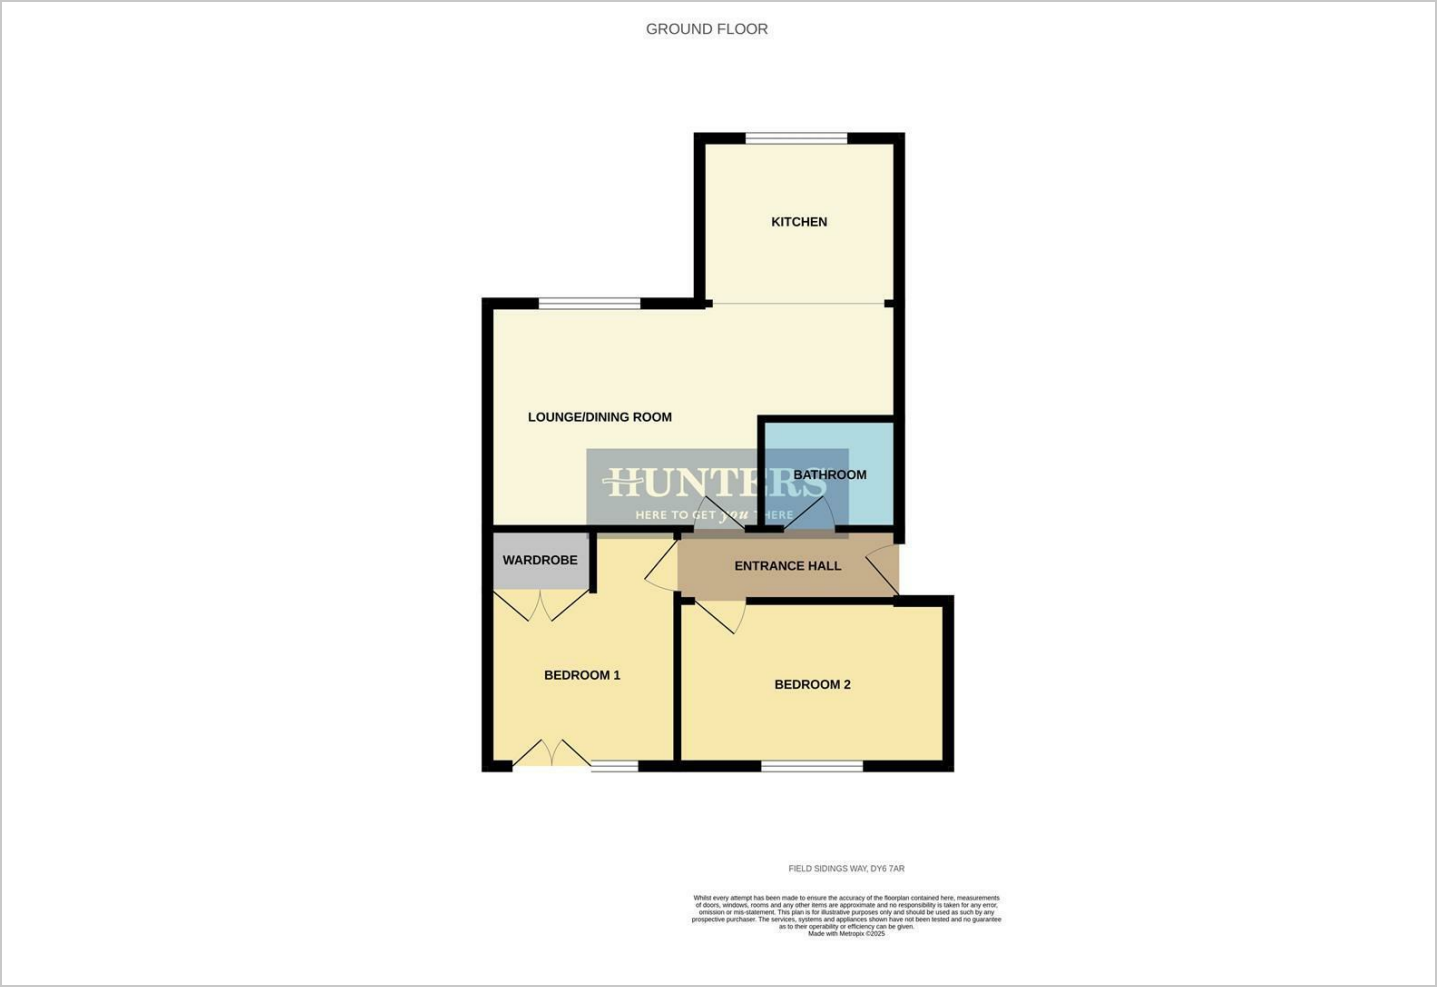 GROUND FLOOR
KITCHEN
LOUNGE/DINING ROOM
HUNTERS
HERE TO GET you THERE
BATHROOM
WARDROBE
ENTRANCE HALL
BEDROOM 1
BEDROOM 2
FIELD SIDINGS WAY, DY6 7AR
Whilst every attempt has been made to ensure the accuracy of the floorplan contained here, measurements
of doors, windows, rooms and any other items are approximate and no responsibility is taken for any error,
omission or mis-statement. This plan is for illustrative purposes only and should be used as such by any
prospective purchaser. The services, systems and appliances shown have not been tested and no guarantee
as to their operability or efficiency can be given.
Made with Metropix ©2025